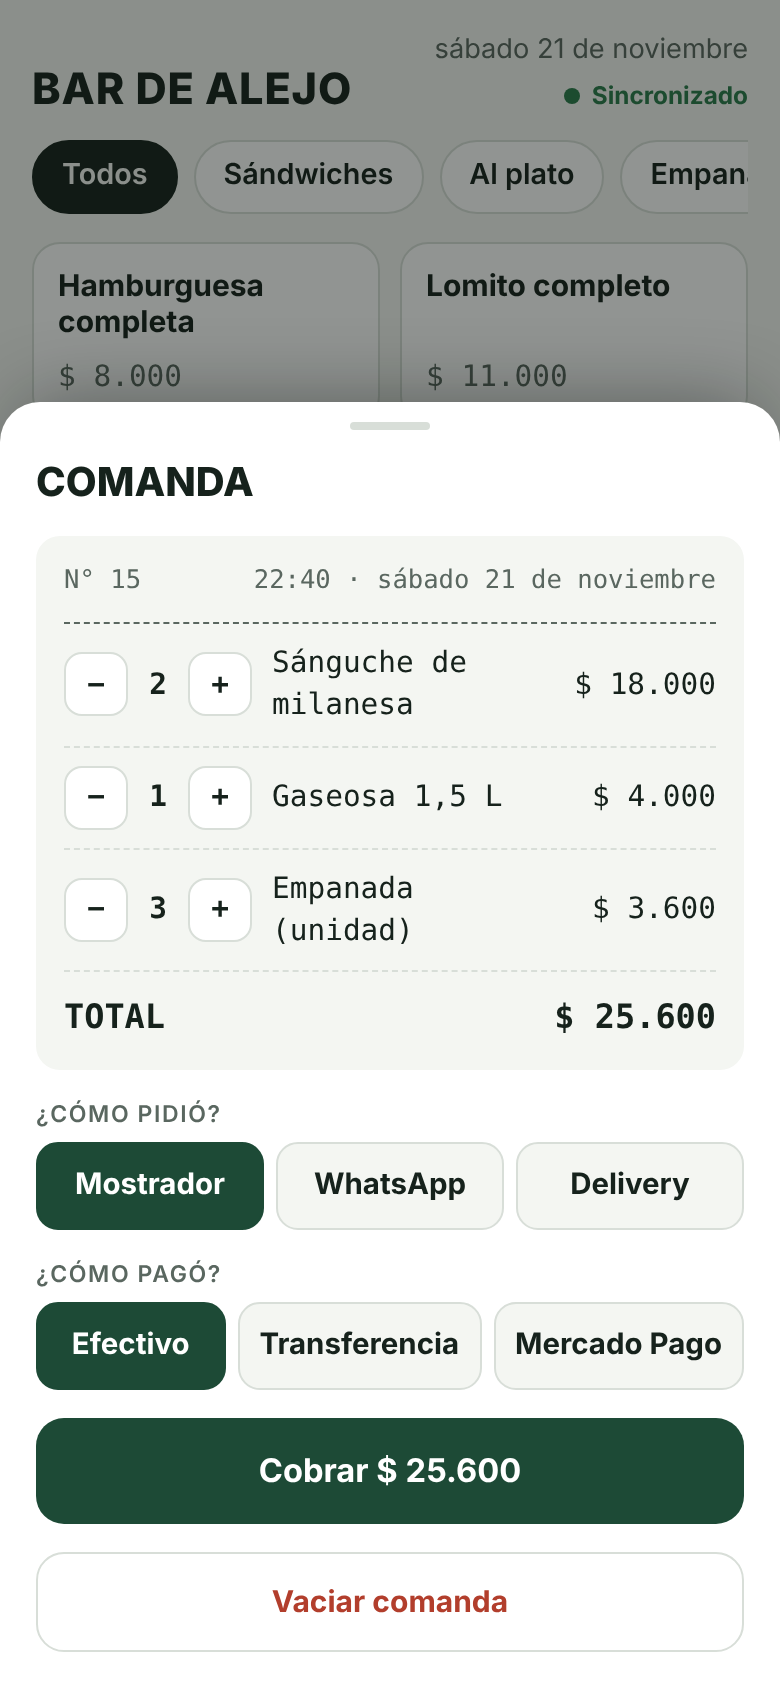 sábado 21 de noviembre
BAR DE ALEJO
Sincronizado
Todos
Sándwiches
Al plato
Empan
Hamburguesa
completa
$ 8.000
Lomito completo
$ 11.000
COMANDA
N° 15
22:40 · sábado 21 de noviembre
− 2 + Sánguche de
milanesa
$ 18.000
− 1 + Gaseosa 1,5 L $ 4.000
− 3 + Empanada
(unidad)
$ 3.600
TOTAL $ 25.600
¿CÓMO PIDIÓ?
Mostrador
WhatsApp
Delivery
¿CÓMO PAGÓ?
Efectivo
Transferencia
Mercado Pago
Cobrar $ 25.600
Vaciar comanda